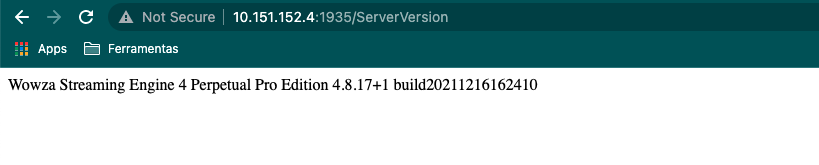 Not Secure 10.151.152.4:1935/ServerVersion
Apps Ferramentas
Wowza Streaming Engine 4 Perpetual Pro Edition 4.8.17+1 build20211216162410